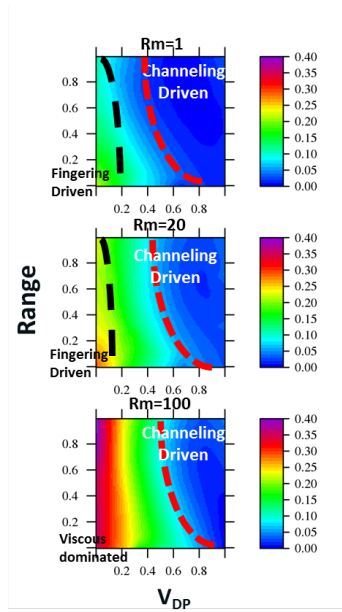 Rm=1
Channeling
Driven
0.8
0.6
0.4
0.2
Fingering
Driven
0.2 0.4 0.6 0.8
0.40
0.35
0.30
0.25
0.20
0.15
0.10
0.05
0.00
Rm=20
Channeling
Driven
0.8
0.6
0.4
0.2
Fingering
Driven
0.2 0.4 0.6 0.8
0.40
0.35
0.30
0.25
0.20
0.15
0.10
0.05
0.00
Range
Rm=100
Channeling
Driven
0.8
0.6
0.4
0.2
Viscous
dominated
0.2 0.4 0.6 0.8
0.40
0.35
0.30
0.25
0.20
0.15
0.10
0.05
0.00
VDP